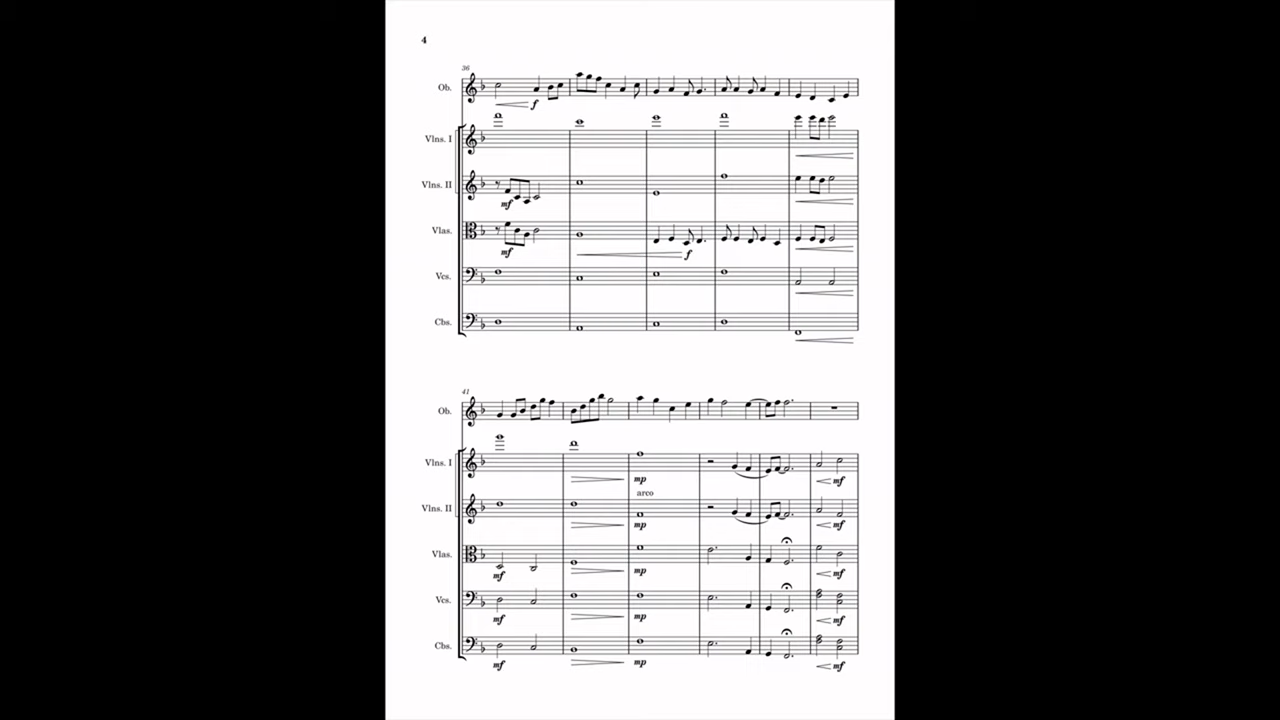 4
36
Ob.
f
Vlns. I
Vlns. II
mf
Vlas.
mf
f
Vcs.
Cbs.
41
Ob.
Vlns. I
mp
mf
arco
Vlns. II
mp
mf
Vlas.
mf
mp
mf
Vcs.
mf
mp
mf
Cbs.
mf
mp
mf